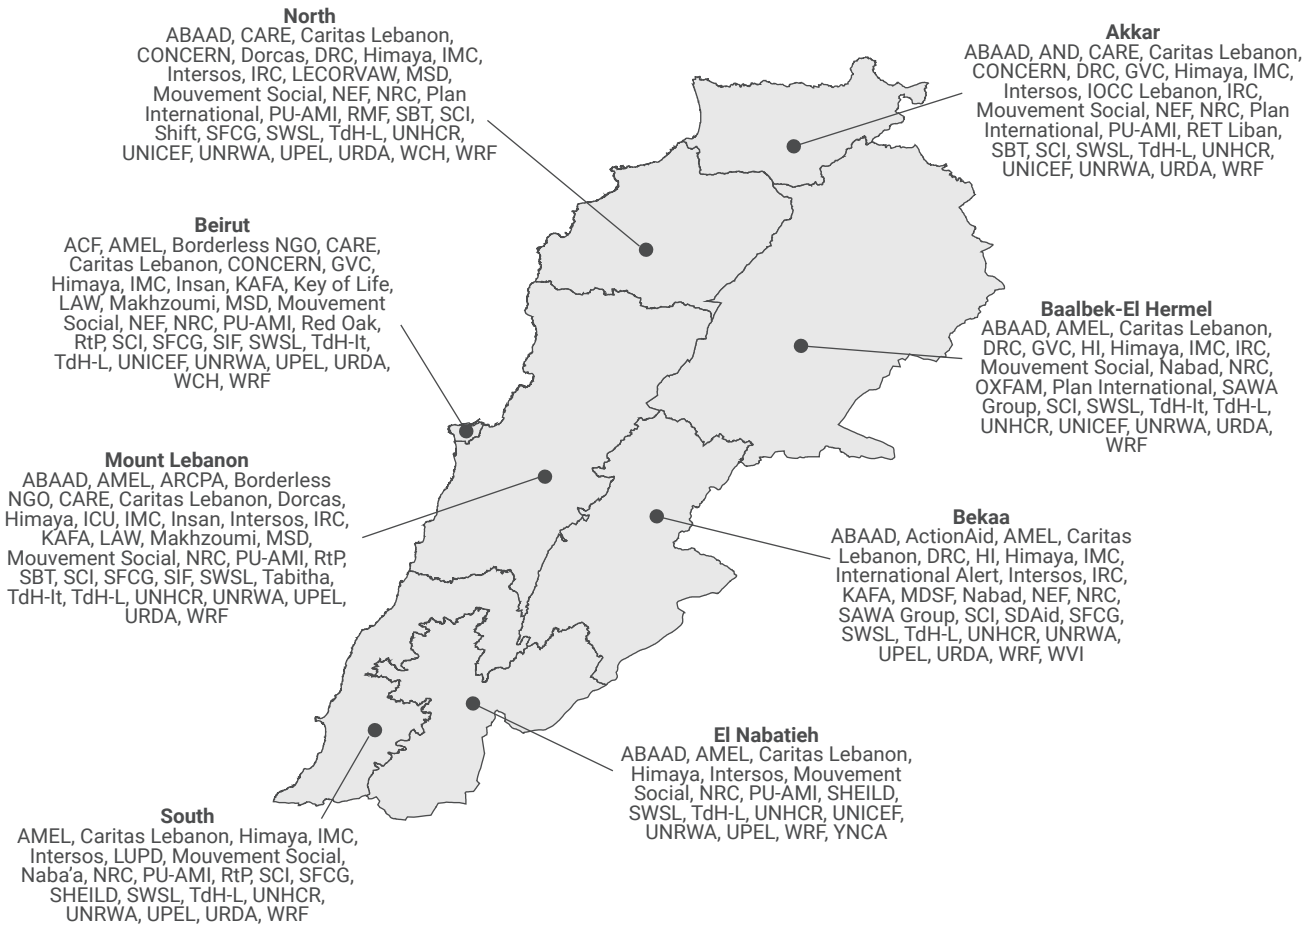 North
ABAAD, CARE, Caritas Lebanon,
CONCERN, Dorcas, DRC, Himaya, IMC,
Intersos, IRC, LECORVAW, MSD,
Mouvement Social, NEF, NRC, Plan
International, PU-AMI, RMF, SBT, SCI,
Shift, SFCG, SWSL, TdH-L, UNHCR,
UNICEF, UNRWA, UPEL, URDA, WCH, WRF
Akkar
ABAAD, AND, CARE, Caritas Lebanon,
CONCERN, DRC, GVC, Himaya, IMC,
Intersos, IOCC Lebanon, IRC,
Mouvement Social, NEF, NRC, Plan
International, PU-AMI, RET Liban,
SBT, SCI, SWSL, TdH-L, UNHCR,
UNICEF, UNRWA, URDA, WRF
Beirut
ACF, AMEL, Borderless NGO, CARE,
Caritas Lebanon, CONCERN, GVC,
Himaya, IMC, Insan, KAFA, Key of Life,
LAW, Makhzoumi, MSD, Mouvement
Social, NEF, NRC, PU-AMI, Red Oak,
RtP, SCI, SFCG, SIF, SWSL, TdH-It,
TdH-L, UNICEF, UNRWA, UPEL, URDA,
WCH, WRF
Baalbek-El Hermel
ABAAD, AMEL, Caritas Lebanon,
DRC, GVC, HI, Himaya, IMC, IRC,
Mouvement Social, Nabad, NRC,
OXFAM, Plan International, SAWA
Group, SCI, SWSL, TdH-It, TdH-L,
UNHCR, UNICEF, UNRWA, URDA,
WRF
Mount Lebanon
ABAAD, AMEL, ARCPA, Borderless
NGO, CARE, Caritas Lebanon, Dorcas,
Himaya, ICU, IMC, Insan, Intersos, IRC,
KAFA, LAW, Makhzoumi, MSD,
Mouvement Social, NRC, PU-AMI, RtP,
SBT, SCI, SFCG, SIF, SWSL, Tabitha,
TdH-It, TdH-L, UNHCR, UNRWA, UPEL,
URDA, WRF
Bekaa
ABAAD, ActionAid, AMEL, Caritas
Lebanon, DRC, HI, Himaya, IMC,
International Alert, Intersos, IRC,
KAFA, MDSF, Nabad, NEF, NRC,
SAWA Group, SCI, SDAid, SFCG,
SWSL, TdH-L, UNHCR, UNRWA,
UPEL, URDA, WRF, WVI
El Nabatieh
ABAAD, AMEL, Caritas Lebanon,
Himaya, Intersos, Mouvement
Social, NRC, PU-AMI, SHEILD,
SWSL, TdH-L, UNHCR, UNICEF,
UNRWA, UPEL, WRF, YNCA
South
AMEL, Caritas Lebanon, Himaya, IMC,
Intersos, LUPD, Mouvement Social,
Naba'a, NRC, PU-AMI, RtP, SCI, SFCG,
SHEILD, SWSL, TdH-L, UNHCR,
UNRWA, UPEL, URDA, WRF